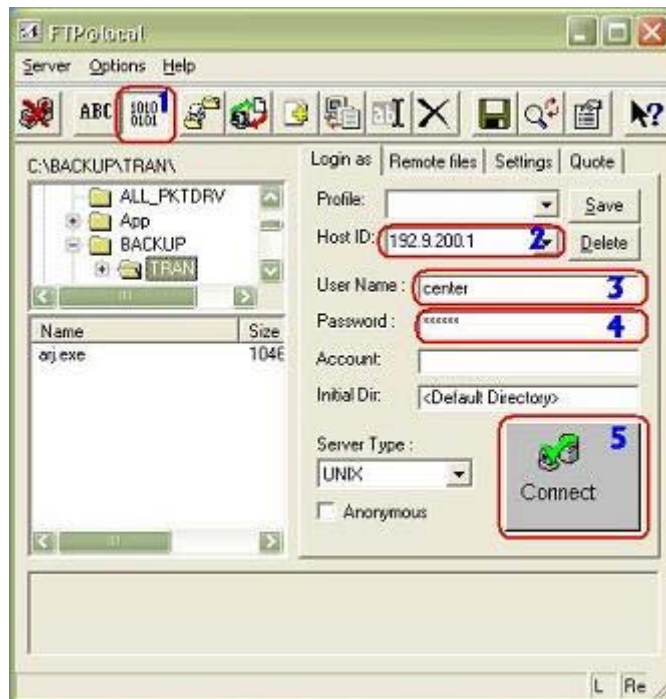 FTP@local
Server Options Help
ABC 1010 0101 1
C:\BACKUP\TRAN\
ALL_PKTDRV
App
BACKUP
TRAN
Name Size
arj.exe 1046
Login as Remote files Settings Quote
Profile: Save
Host ID: 192.9.200.1 2 Delete
User Name : center 3
Password : ****** 4
Account:
Initial Dir: <Default Directory>
Server Type :
UNIX
Anonymous
5
Connect
L Re